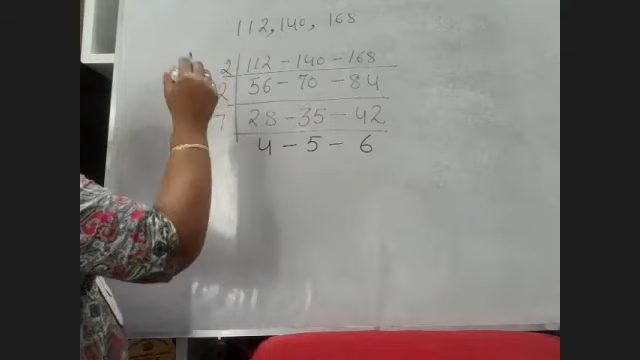 112, 140, 168
2 112 - 140 - 168
2 56 - 70 - 84
7 28 - 35 - 42
4 - 5 - 6